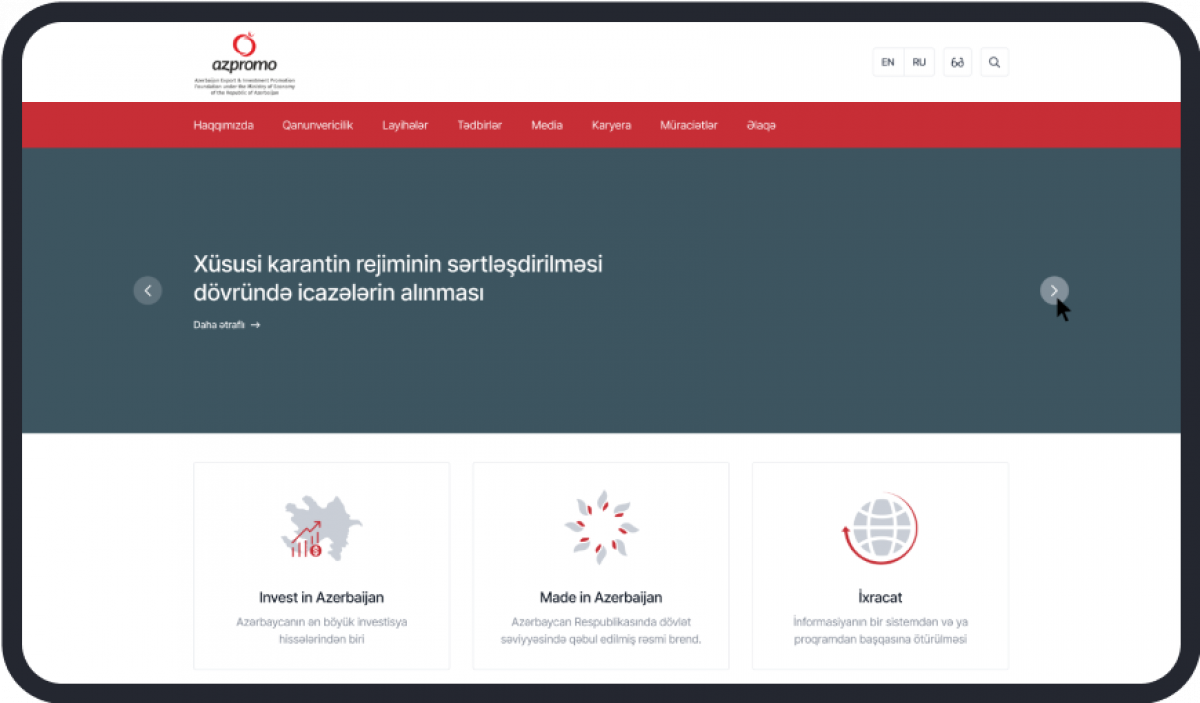 azpromo
Azerbaijan Export & Investment Promotion
Foundation under the Ministry of Economy
of the Republic of Azerbaijan
EN RU
Haqqımızda Qanunvericilik Layihələr Tədbirlər Media Karyera Müraciətlər Əlaqə
Xüsusi karantin rejiminin sərtləşdirilməsi
dövründə icazələrin alınması
Daha ətraflı →
Invest in Azerbaijan
Azərbaycanın ən böyük investisya
hissələrindən biri
Made in Azerbaijan
Azərbaycan Respublikasında dövlət
səviyyəsində qəbul edilmiş rəsmi brend.
İxracat
İnformasiyanın bir sistemdən və ya
proqramdan başqasına ötürülməsi